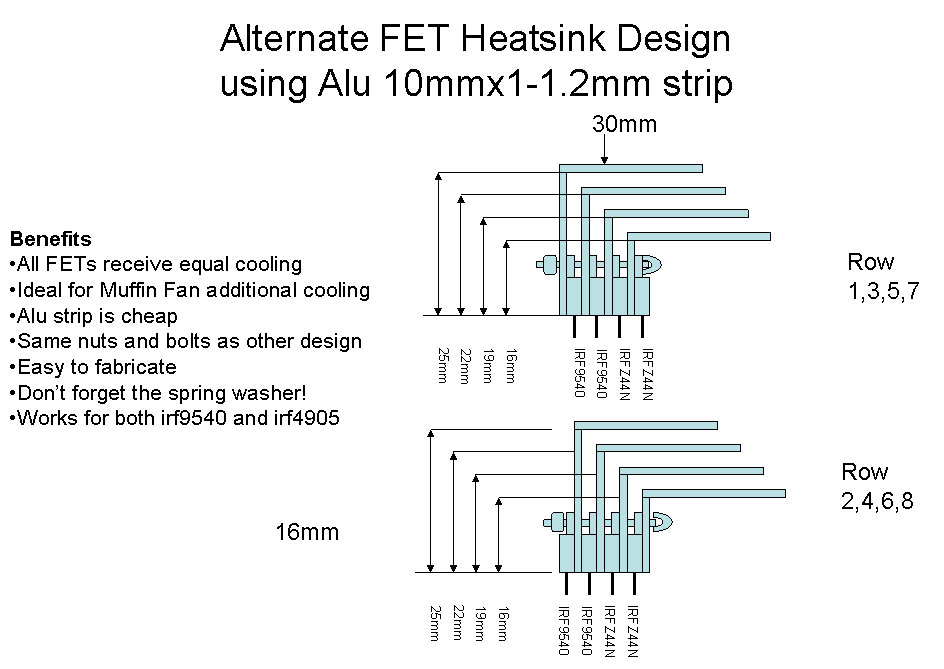 Alternate FET Heatsink Design
using Alu 10mmx1-1.2mm strip
30mm
Benefits
•All FETs receive equal cooling
•Ideal for Muffin Fan additional cooling
•Alu strip is cheap
•Same nuts and bolts as other design
•Easy to fabricate
•Don't forget the spring washer!
•Works for both irf9540 and irf4905
Row
1,3,5,7
25mm
22mm
19mm
16mm
IRF9540
IRF9540
IRFZ44N
IRFZ44N
Row
2,4,6,8
16mm
25mm
22mm
19mm
16mm
IRF9540
IRF9540
IRFZ44N
IRFZ44N